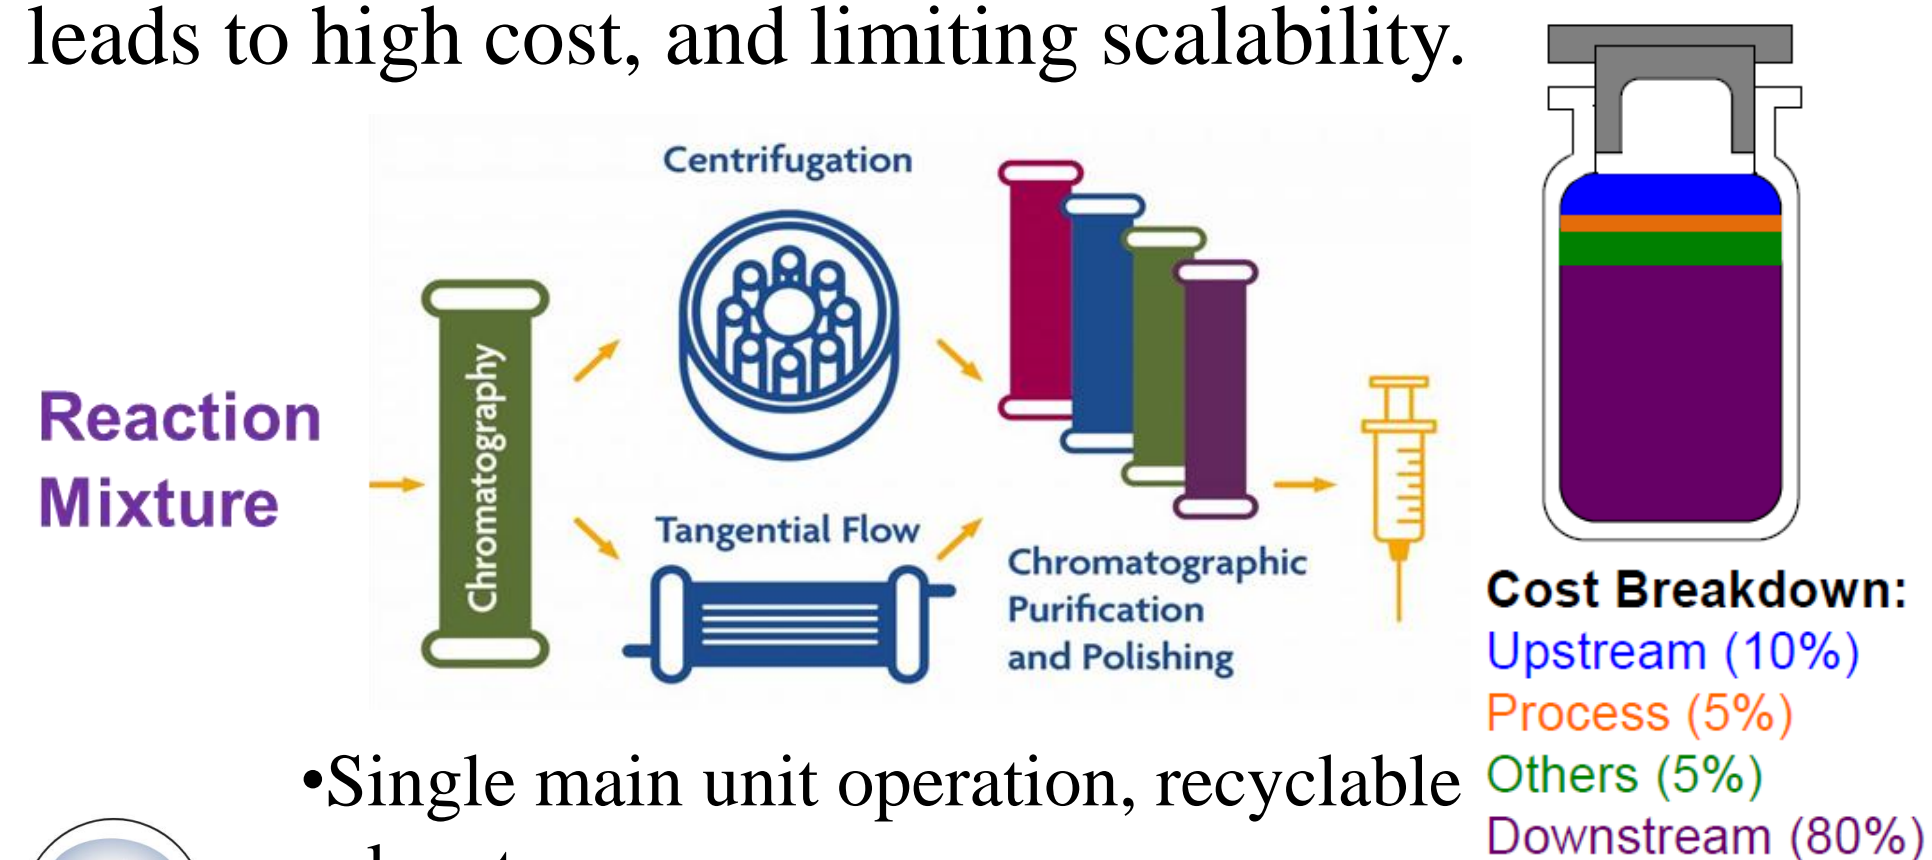 leads to high cost, and limiting scalability.
Centrifugation
Reaction
Mixture
Chromatography
Tangential Flow
Chromatographic
Purification
and Polishing
Cost Breakdown:
Upstream (10%)
Process (5%)
Others (5%)
Downstream (80%)
•Single main unit operation, recyclable